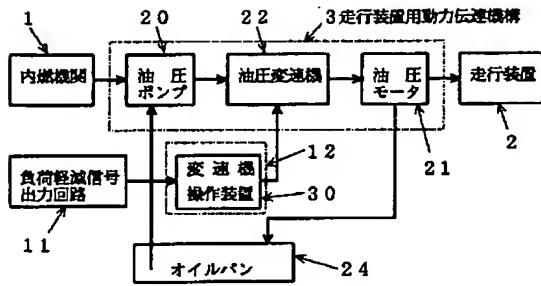 1
20
22
3走行装置用動力伝達機構
内燃機関
油圧
ポンプ
油圧変速機
油圧
モータ
走行装置
2
21
12
負荷軽減信号
出力回路
変速機
操作装置
30
11
オイルパン
24